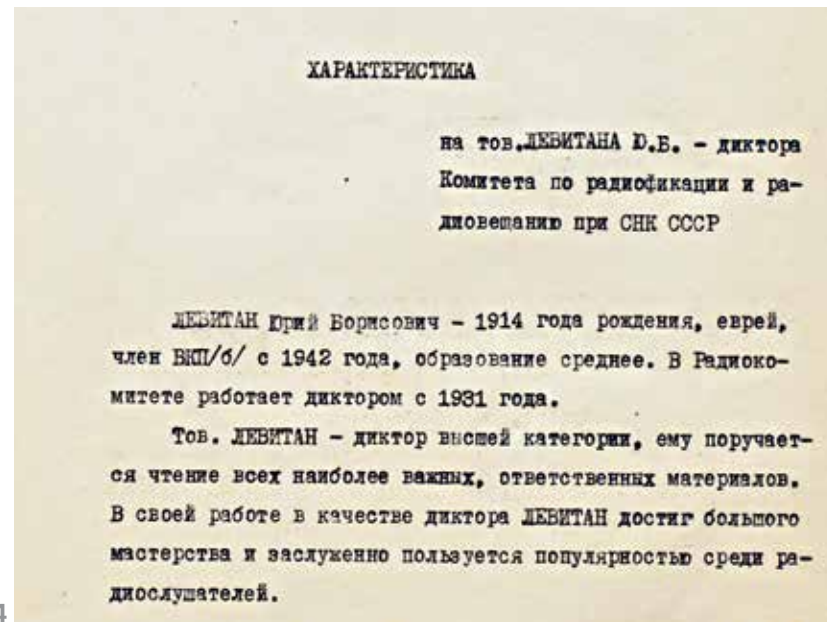 ХАРАКТЕРИСТИКА
на тов.ЛЕВИТАНА Ю.Б. - диктора
Комитета по радиофикации и ра-
диовещанию при СНК СССР
ЛЕВИТАН Юрий Борисович - 1914 года рождения, еврей,
член ВКП/б/ с 1942 года, образование среднее. В Радиоко-
митете работает диктором с 1931 года.
Тов. ЛЕВИТАН - диктор высшей категории, ему поручает-
ся чтение всех наиболее важных, ответственных материалов.
В своей работе в качестве диктора ЛЕВИТАН достиг большого
мастерства и заслуженно пользуется популярностью среди ра-
диослушателей.
4